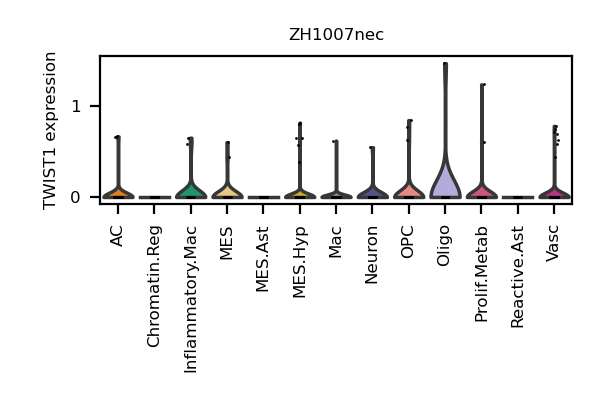 ZH1007nec
TWIST1 expression
1
0
AC
Chromatin.Reg
Inflammatory.Mac
MES
MES.Ast
MES.Hyp
Mac
Neuron
OPC
Oligo
Prolif.Metab
Reactive.Ast
Vasc